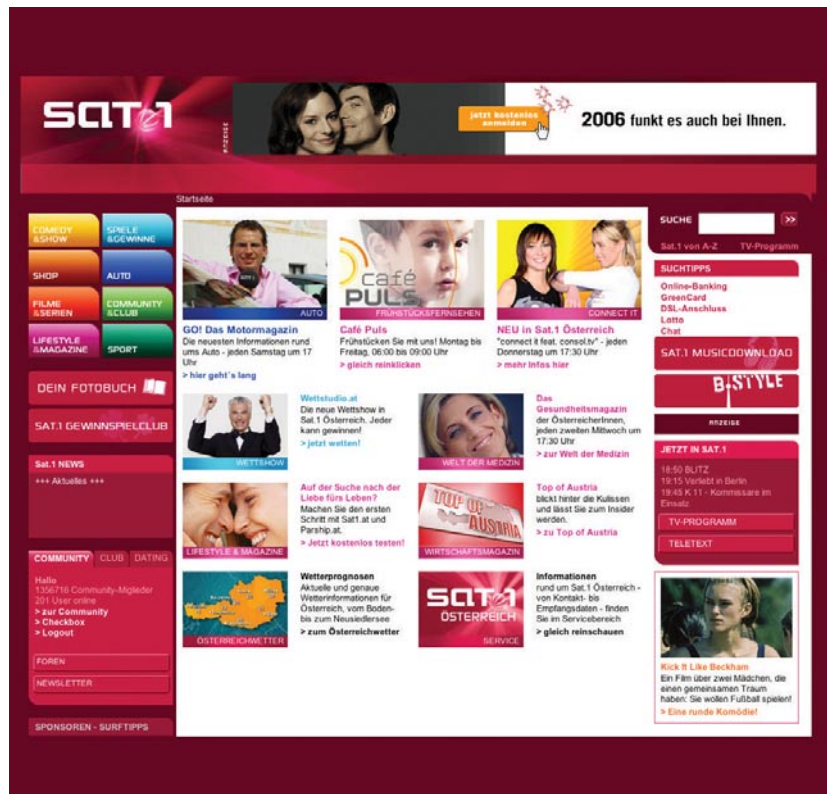 SAT.1
ANZEIGE
jetzt kostenlos
anmelden
2006 funkt es auch bei Ihnen.
Startseite
COMEDY
&SHOW
SPIELE
&GEWINNE
SHOP
AUTO
FILME
&SERIEN
COMMUNITY
&CLUB
LIFESTYLE
&MAGAZINE
SPORT
DEIN FOTOBUCH
SAT.1 GEWINNSPIELCLUB
Sat.1 NEWS
+++ Aktuelles +++
COMMUNITY CLUB DATING
Hallo
1356716 Community-Migleder
201 User online
> zur Community
> Checkbox
> Logout
FOREN
NEWSLETTER
SPONSOREN - SURFTIPPS
AUTO
GO! Das Motormagazin
Die neuesten Informationen rund
ums Auto - jeden Samstag um 17
Uhr
> hier geht´s lang
café
PULS
FRÜHSTÜCK&FERNSEHEN
Café Puls
Frühstücken Sie mit uns! Montag bis
Freitag, 06:00 bis 09:00 Uhr
> gleich reinklicken
CONNECT IT
NEU in Sat.1 Österreich
"connect it feat. consol.tv" - jeden
Donnerstag um 17:30 Uhr
> mehr Infos hier
WETTSHOW
Wettstudio.at
Die neue Wettshow in
Sat.1 Österreich. Jeder
kann gewinnen!
> jetzt wetten!
WELT DER MEDIZIN
Das
Gesundheitsmagazin
der ÖsterreicherInnen,
jeden zweiten Mittwoch um
17:30 Uhr
> zur Welt der Medizin
LIFESTYLE & MAGAZINE
Auf der Suche nach der
Liebe fürs Leben?
Machen Sie den ersten
Schritt mit Sat1.at und
Parship.at.
> Jetzt kostenlos testen!
TOP OF
AUSTRIA
WIRTSCHAFTSMAGAZIN
Top of Austria
blickt hinter die Kulissen
und lässt Sie zum Insider
werden.
> zu Top of Austria
ÖSTERREICHWETTER
Wetterprognosen
Aktuelle und genaue
Wetterinformationen für
Österreich, vom Boden-
bis zum Neusiedlersee
> zum Österreichwetter
SAT.1
ÖSTERREICH
SERVICE
Informationen
rund um Sat.1 Österreich -
von Kontakt- bis
Empfangsdaten - finden
Sie im Servicebereich
> gleich reinschauen
SUCHE >>
Sat.1 von A-Z TV-Programm
SUCHTIPPS
Online-Banking
GreenCard
DSL-Anschluss
Lotto
Chat
SAT.1 MUSICDOWNLOAD
B*STYLE
ANZEIGE
JETZT IN SAT.1
18:50 BLITZ
19:15 Verliebt in Berlin
19:45 K 11 - Kommissare im
Einsatz
TV-PROGRAMM
TELETEXT
Kick It Like Beckham
Ein Film über zwei Mädchen, die
einen gemeinsamen Traum
haben: Sie wollen Fußball spielen!
> Eine runde Komödie!